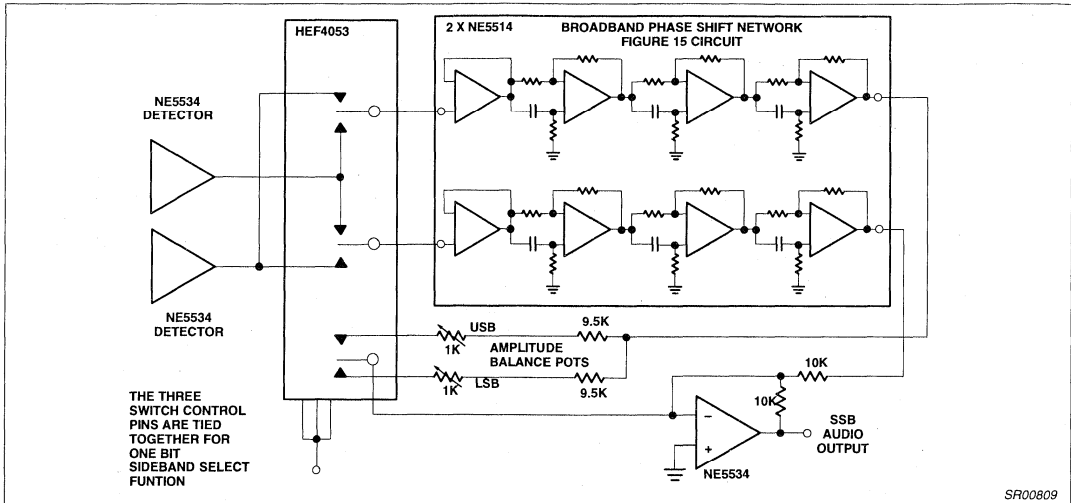 HEF4053
2 X NE5514
BROADBAND PHASE SHIFT NETWORK
FIGURE 15 CIRCUIT
NE5534
DETECTOR
NE5534
DETECTOR
USB
1K
9.5K
AMPLITUDE
BALANCE POTS
1K
LSB
9.5K
10K
10K
THE THREE
SWITCH CONTROL
PINS ARE TIED
TOGETHER FOR
ONE BIT
SIDEBAND SELECT
FUNTION
−
+
NE5534
SSB
AUDIO
OUTPUT
SR00809